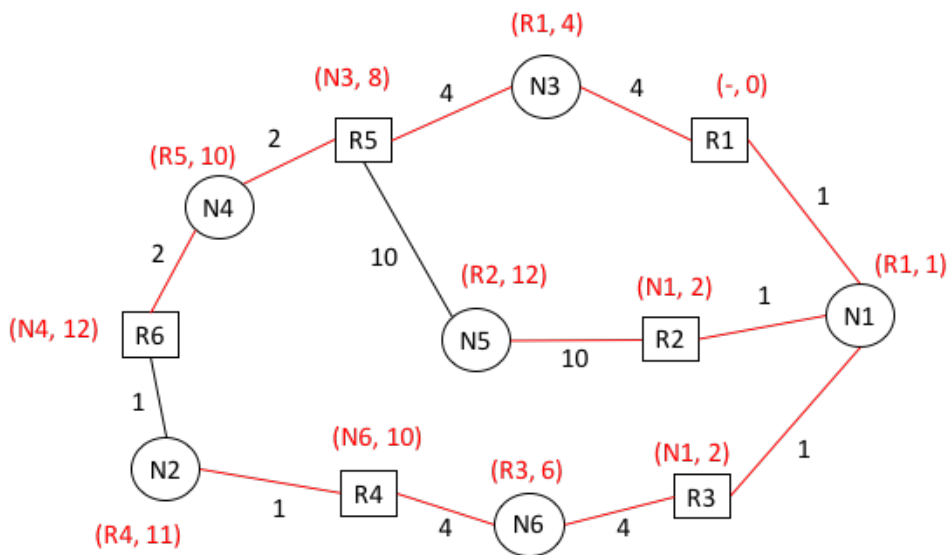 (R1, 4)
(N3, 8)
4
N3
4
(-, 0)
2
R5
R1
(R5, 10)
N4
1
2
10
(R2, 12)
(N1, 2)
1
(R1, 1)
(N4, 12)
R6
N5
10
R2
N1
1
(N6, 10)
(N1, 2)
1
N2
(R3, 6)
R4
R3
1
4
N6
4
(R4, 11)